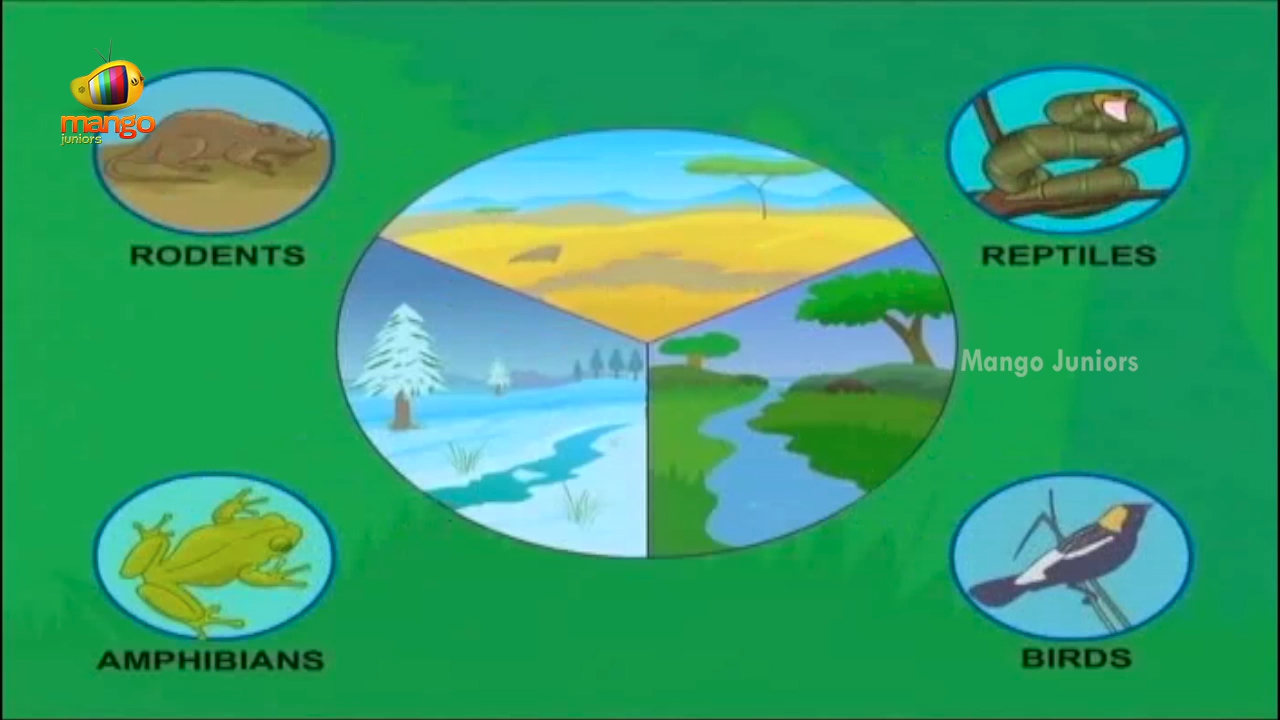 mango
juniors
RODENTS
REPTILES
Mango Juniors
AMPHIBIANS
BIRDS